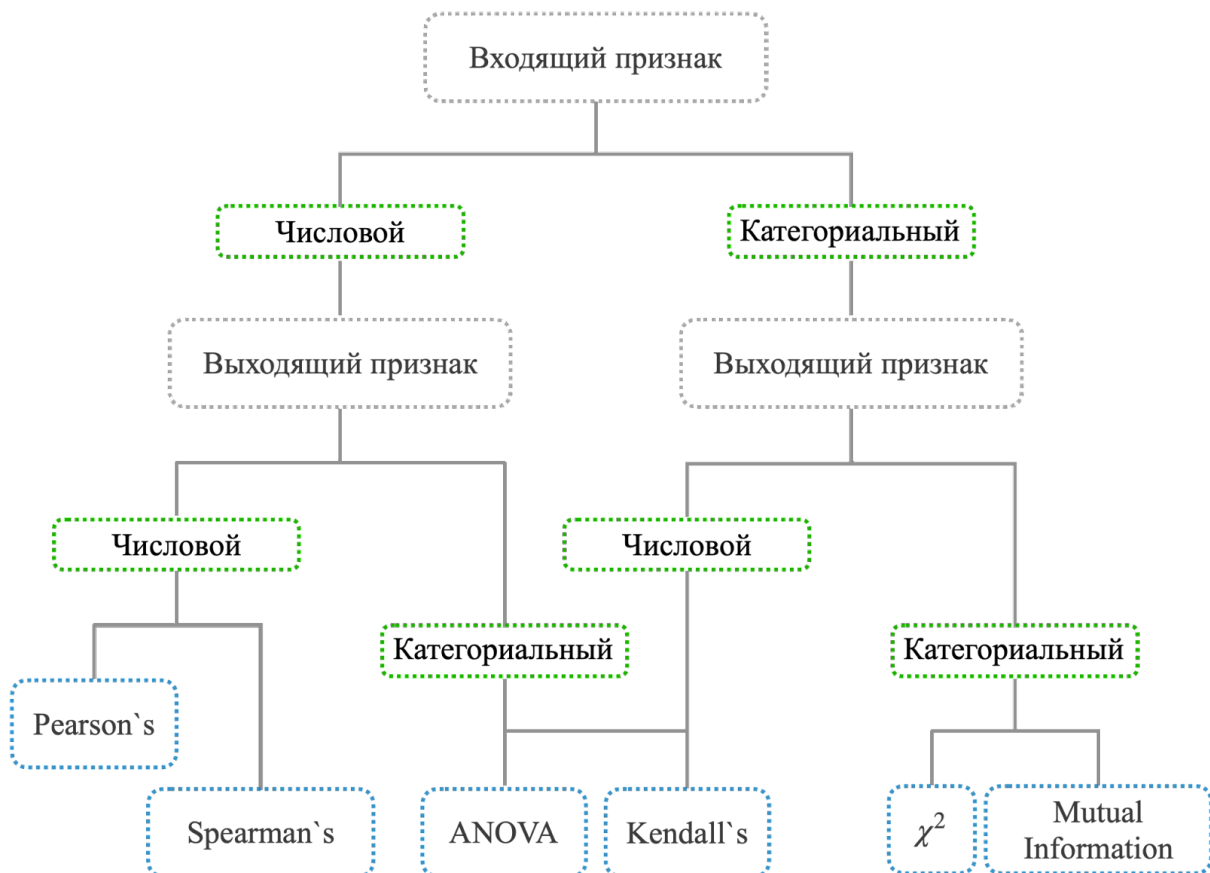 Входящий признак
Числовой
Категориальный
Выходящий признак
Выходящий признак
Числовой
Числовой
Категориальный
Категориальный
Pearson`s
Spearman`s
ANOVA
Kendall`s
χ²
Mutual
Information